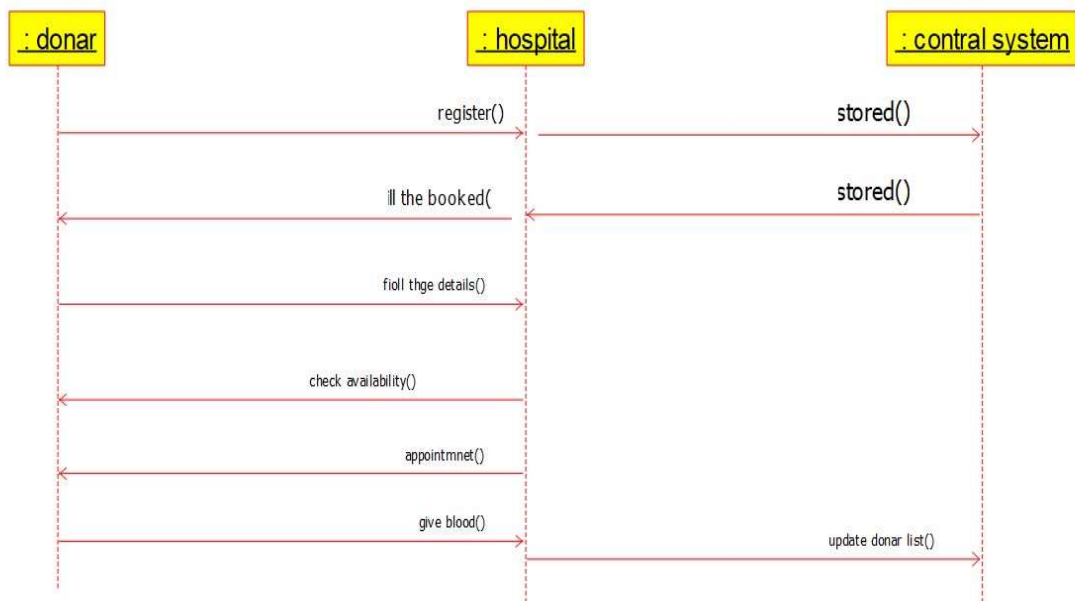 : donar
: hospital
: contral system
register()
stored()
ill the booked(
stored()
fioll thge details()
check availability()
appointmnet()
give blood()
update donar list()